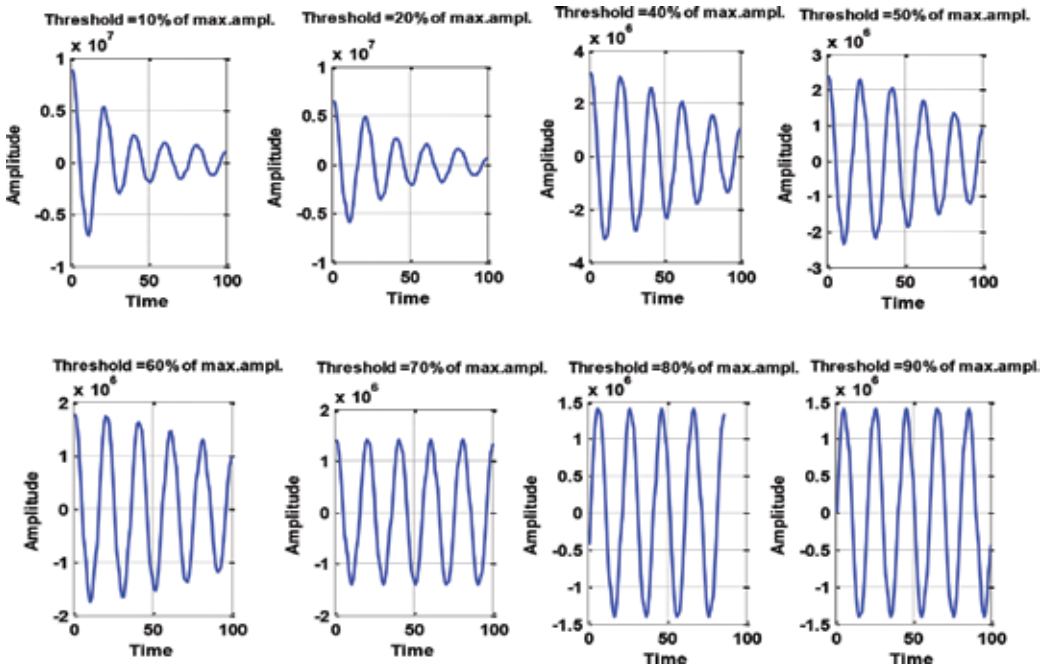 Threshold =10% of max.ampl.
x 10^7
1
0.5
0
-0.5
-1
0 50 100
Time
Amplitude
Threshold =20% of max.ampl.
x 10^7
1
0.5
0
-0.5
-1
0 50 100
Time
Amplitude
Threshold =40% of max.ampl.
x 10^6
4
2
0
-2
-4
0 50 100
Time
Amplitude
Threshold =50% of max.ampl.
x 10^6
3
2
1
0
-1
-2
-3
0 50 100
Time
Amplitude
Threshold =60% of max.ampl.
x 10^6
2
1
0
-1
-2
0 50 100
Time
Amplitude
Threshold =70% of max.ampl.
x 10^6
2
1
0
-1
-2
0 50 100
Time
Amplitude
Threshold =80% of max.ampl.
x 10^6
1.5
1
0.5
0
-0.5
-1
-1.5
0 50 100
Time
Amplitude
Threshold =90% of max.ampl.
x 10^6
1.5
1
0.5
0
-0.5
-1
-1.5
0 50 100
Time
Amplitude